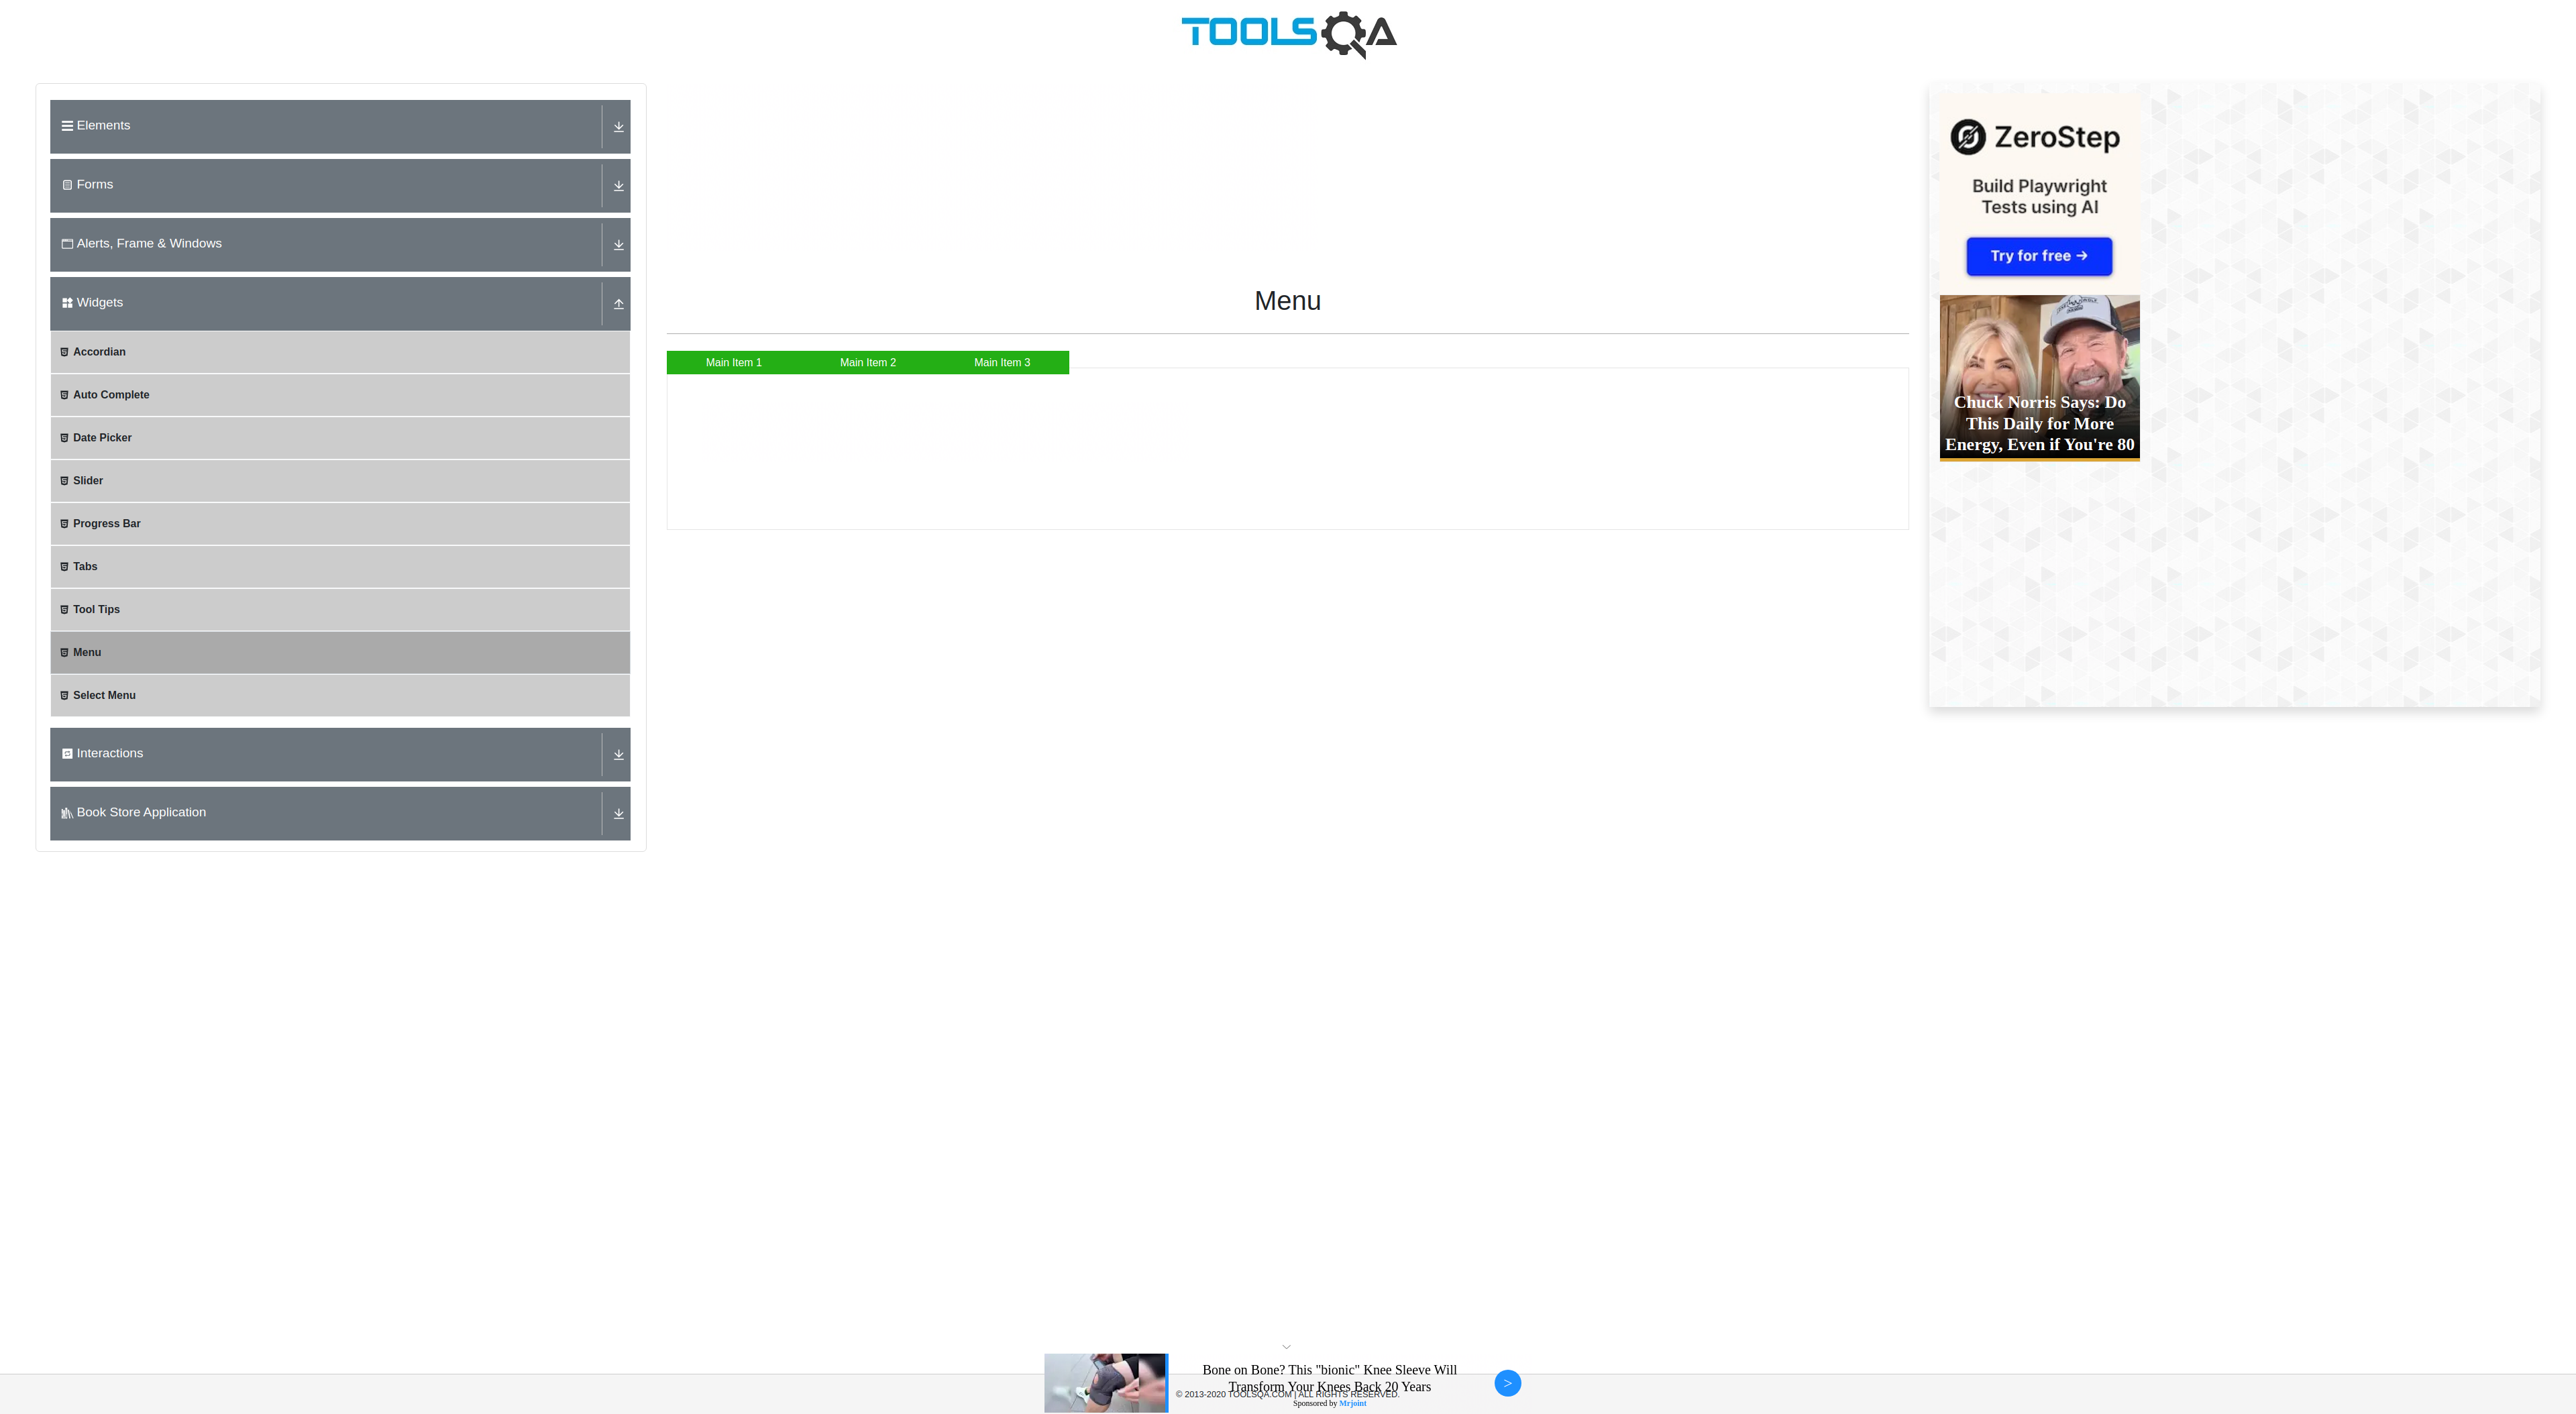 TOOLSQA
Elements
Forms
Alerts, Frame & Windows
Widgets
Accordian
Auto Complete
Date Picker
Slider
Progress Bar
Tabs
Tool Tips
Menu
Select Menu
Interactions
Book Store Application
Menu
Main Item 1
Main Item 2
Main Item 3
ZeroStep
Build Playwright
Tests using AI
Try for free →
Chuck Norris Says: Do
This Daily for More
Energy, Even if You're 80
Bone on Bone? This "bionic" Knee Sleeve Will
Transform Your Knees Back 20 Years
© 2013-2020 TOOLSQA.COM | ALL RIGHTS RESERVED.
Sponsored by Mrjoint
>